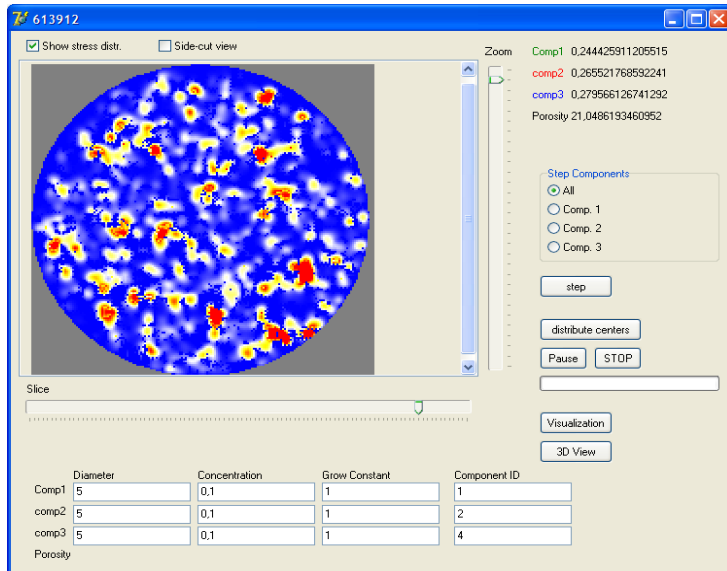 613912
Show stress distr. Side-cut view
Zoom
Comp1 0,244425911205515
comp2 0,265521768592241
comp3 0,279566126741292
Porosity 21,0486193460952
Step Components
All
Comp. 1
Comp. 2
Comp. 3
step
distribute centers
Pause STOP
Slice
Visualization
3D View
Diameter Concentration Grow Constant Component ID
Comp1 5 0,1 1 1
comp2 5 0,1 1 2
comp3 5 0,1 1 4
Porosity